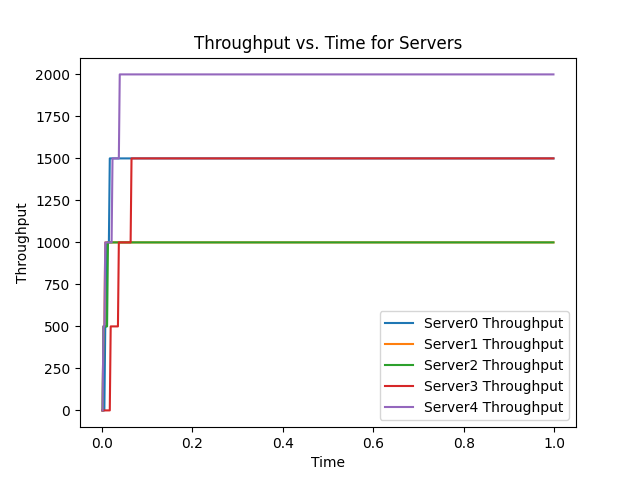 Throughput vs. Time for Servers
2000
1750
1500
1250
1000
750
500
250
0
Throughput
0.0 0.2 0.4 0.6 0.8 1.0
Time
Server0 Throughput
Server1 Throughput
Server2 Throughput
Server3 Throughput
Server4 Throughput